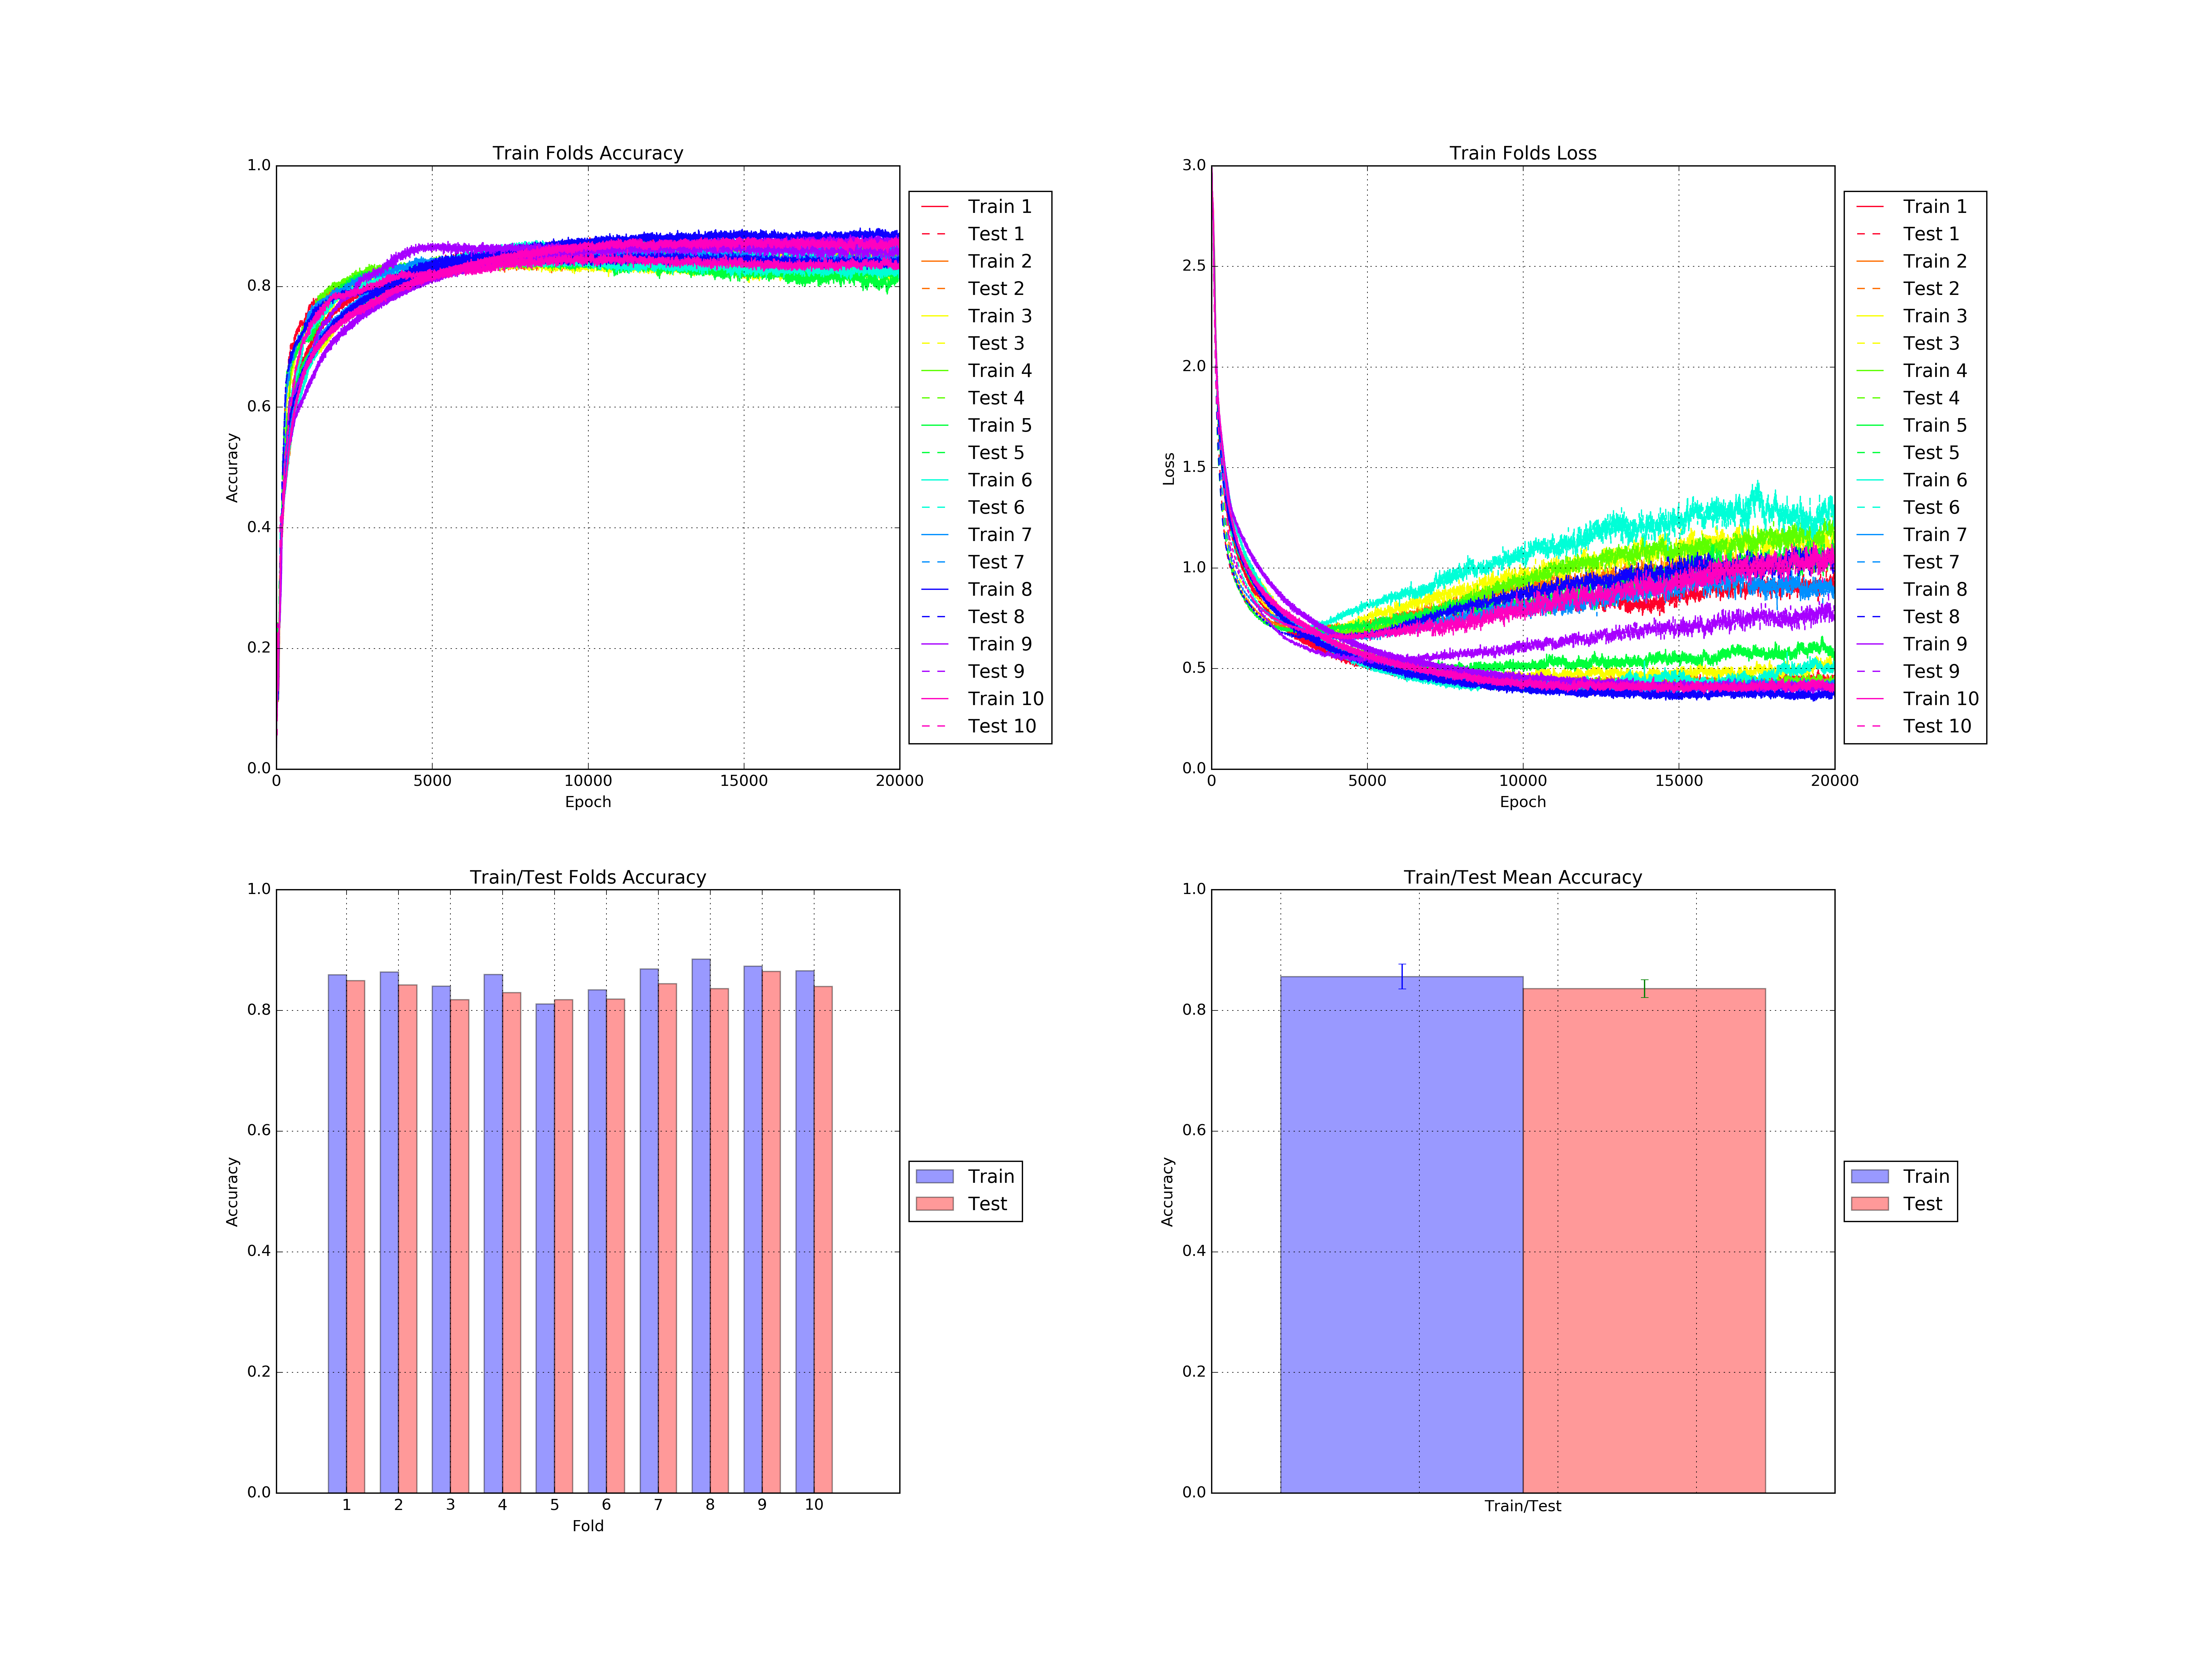 Train Folds Accuracy
1.0
0.8
0.6
0.4
0.2
0.0
Accuracy
0
5000
10000
15000
20000
Epoch
Train 1
Test 1
Train 2
Test 2
Train 3
Test 3
Train 4
Test 4
Train 5
Test 5
Train 6
Test 6
Train 7
Test 7
Train 8
Test 8
Train 9
Test 9
Train 10
Test 10
Train Folds Loss
3.0
2.5
2.0
1.5
1.0
0.5
0.0
Loss
0
5000
10000
15000
20000
Epoch
Train 1
Test 1
Train 2
Test 2
Train 3
Test 3
Train 4
Test 4
Train 5
Test 5
Train 6
Test 6
Train 7
Test 7
Train 8
Test 8
Train 9
Test 9
Train 10
Test 10
Train/Test Folds Accuracy
1.0
0.8
0.6
0.4
0.2
0.0
Accuracy
1 2 3 4 5 6 7 8 9 10
Fold
Train
Test
Train/Test Mean Accuracy
1.0
0.8
0.6
0.4
0.2
0.0
Accuracy
Train/Test
Train
Test